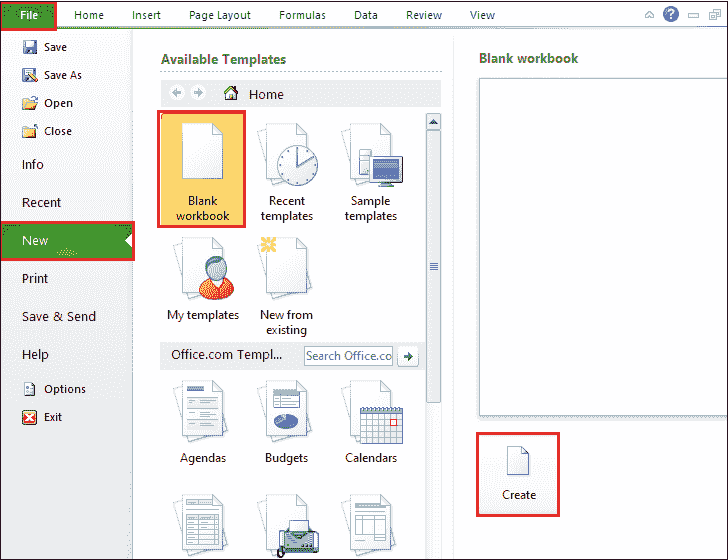 File Home Insert Page Layout Formulas Data Review View
Save
Save As
Open
Close
Info
Recent
New
Print
Save & Send
Help
Options
Exit
Available Templates
Home
Blank
workbook
Recent
templates
Sample
templates
My templates
New from
existing
Office.com Templ... Search Office.co
Agendas Budgets Calendars
Blank workbook
Create